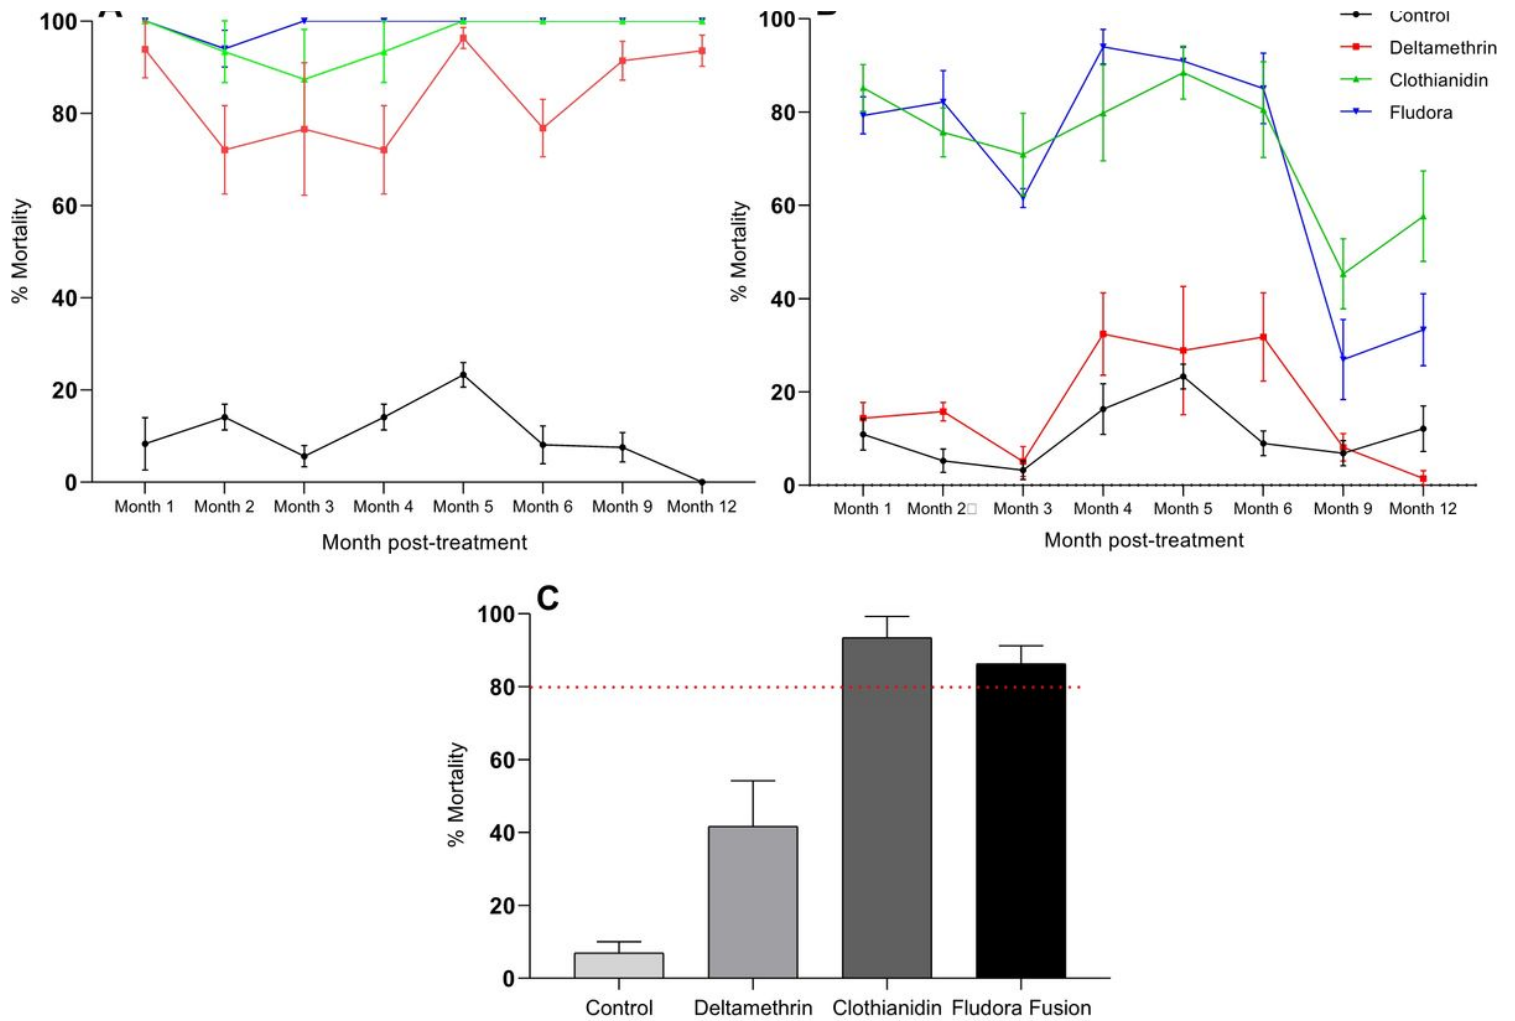 A
100
80
60
40
20
0
% Mortality
Month 1 Month 2 Month 3 Month 4 Month 5 Month 6 Month 9 Month 12
Month post-treatment
B
100
80
60
40
20
0
% Mortality
Month 1 Month 2□ Month 3 Month 4 Month 5 Month 6 Month 9 Month 12
Month post-treatment
Control
Deltamethrin
Clothianidin
Fludora
C
100
80
60
40
20
0
% Mortality
Control Deltamethrin Clothianidin Fludora Fusion